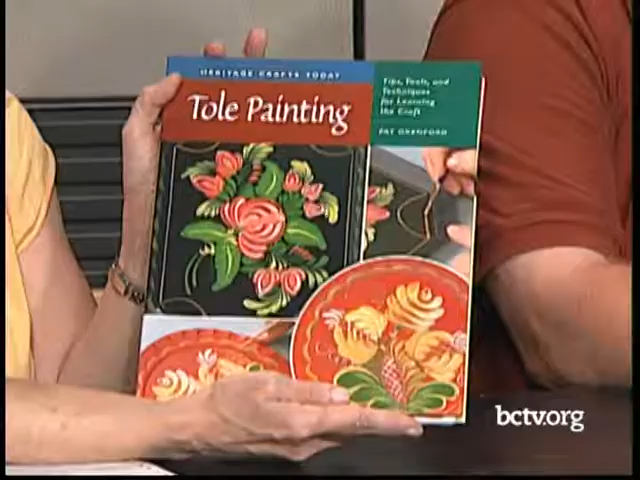 HERITAGE CRAFTS TODAY
Tole Painting
Tips, Tools, and
Techniques
for Learning
the Craft
PAT OXENFORD
bctv.org